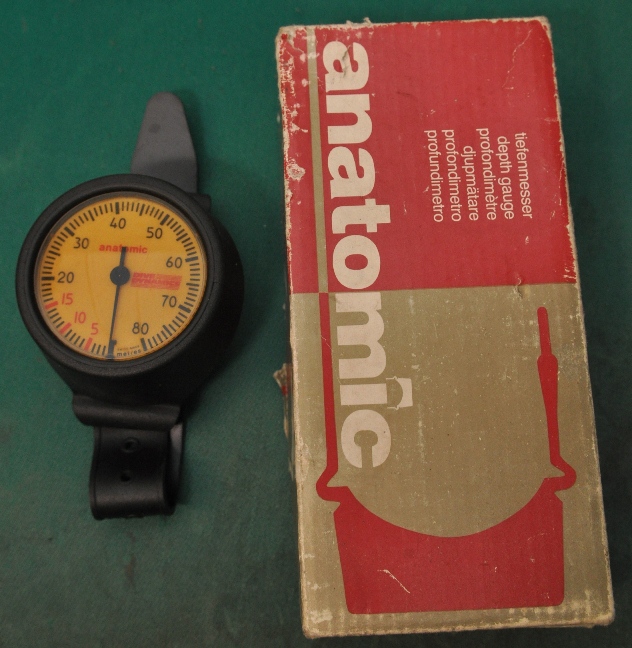 40
50
30
anatomic
60
20
15
70
10
5
80
metres
anatomic
tiefenmesser
depth gauge
profondimètre
djupmätare
profondimetro
profundimetro